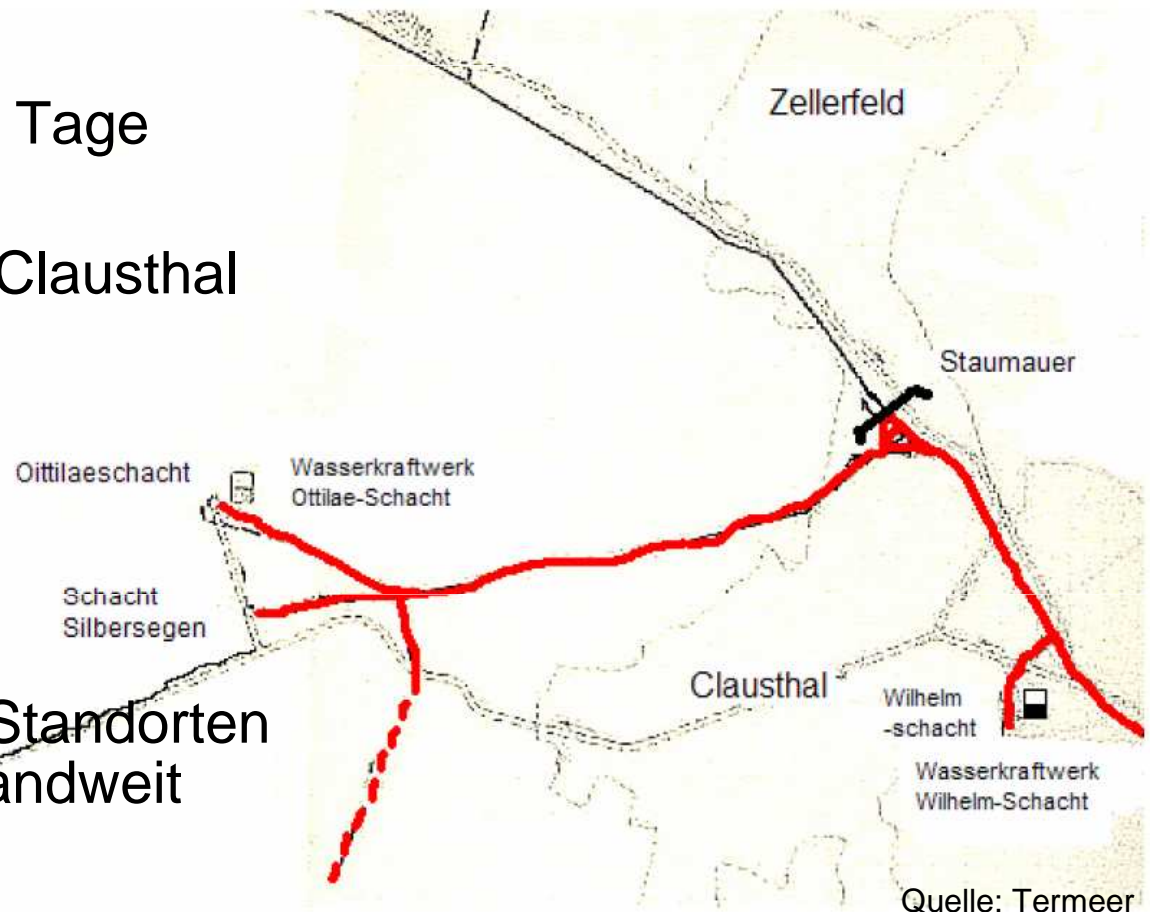 Tage
Clausthal
Standorten
andweit
Zellerfeld
Staumauer
Oittilaeschacht
Wasserkraftwerk
Ottilae-Schacht
Schacht
Silbersegen
Clausthal
Wilhelm
-schacht
Wasserkraftwerk
Wilhelm-Schacht
Quelle: Termeer